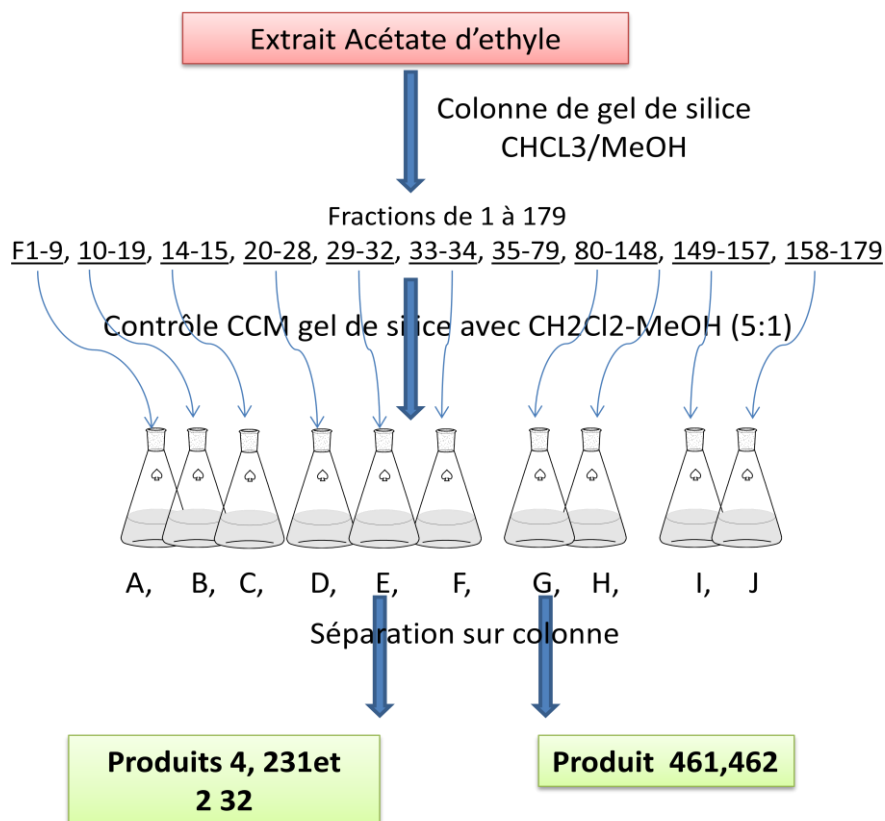 Extrait Acétate d’ethyle
Colonne de gel de silice
CHCL3/MeOH
Fractions de 1 à 179
F1-9, 10-19, 14-15, 20-28, 29-32, 33-34, 35-79, 80-148, 149-157, 158-179
Contrôle CCM gel de silice avec CH2Cl2-MeOH (5:1)
A, B, C, D, E, F, G, H, I, J
Séparation sur colonne
Produits 4, 231et
2 32
Produit 461,462